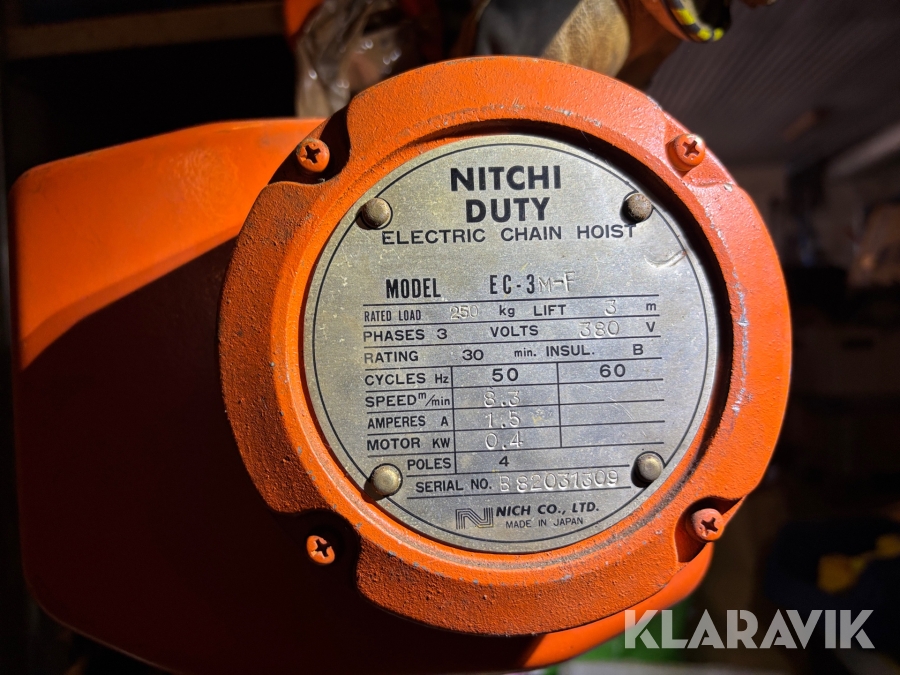 NITCHI
DUTY
ELECTRIC CHAIN HOIST
MODEL EC-3M-F
RATED LOAD 250 kg LIFT 3 m
PHASES 3 VOLTS 380 V
RATING 30 min. INSUL. B
CYCLES Hz 50 60
SPEED m/min 8.3
AMPERES A 1.5
MOTOR KW 0.4
POLES 4
SERIAL NO. B82031309
N NICH CO., LTD.
MADE IN JAPAN
KLARAVIK